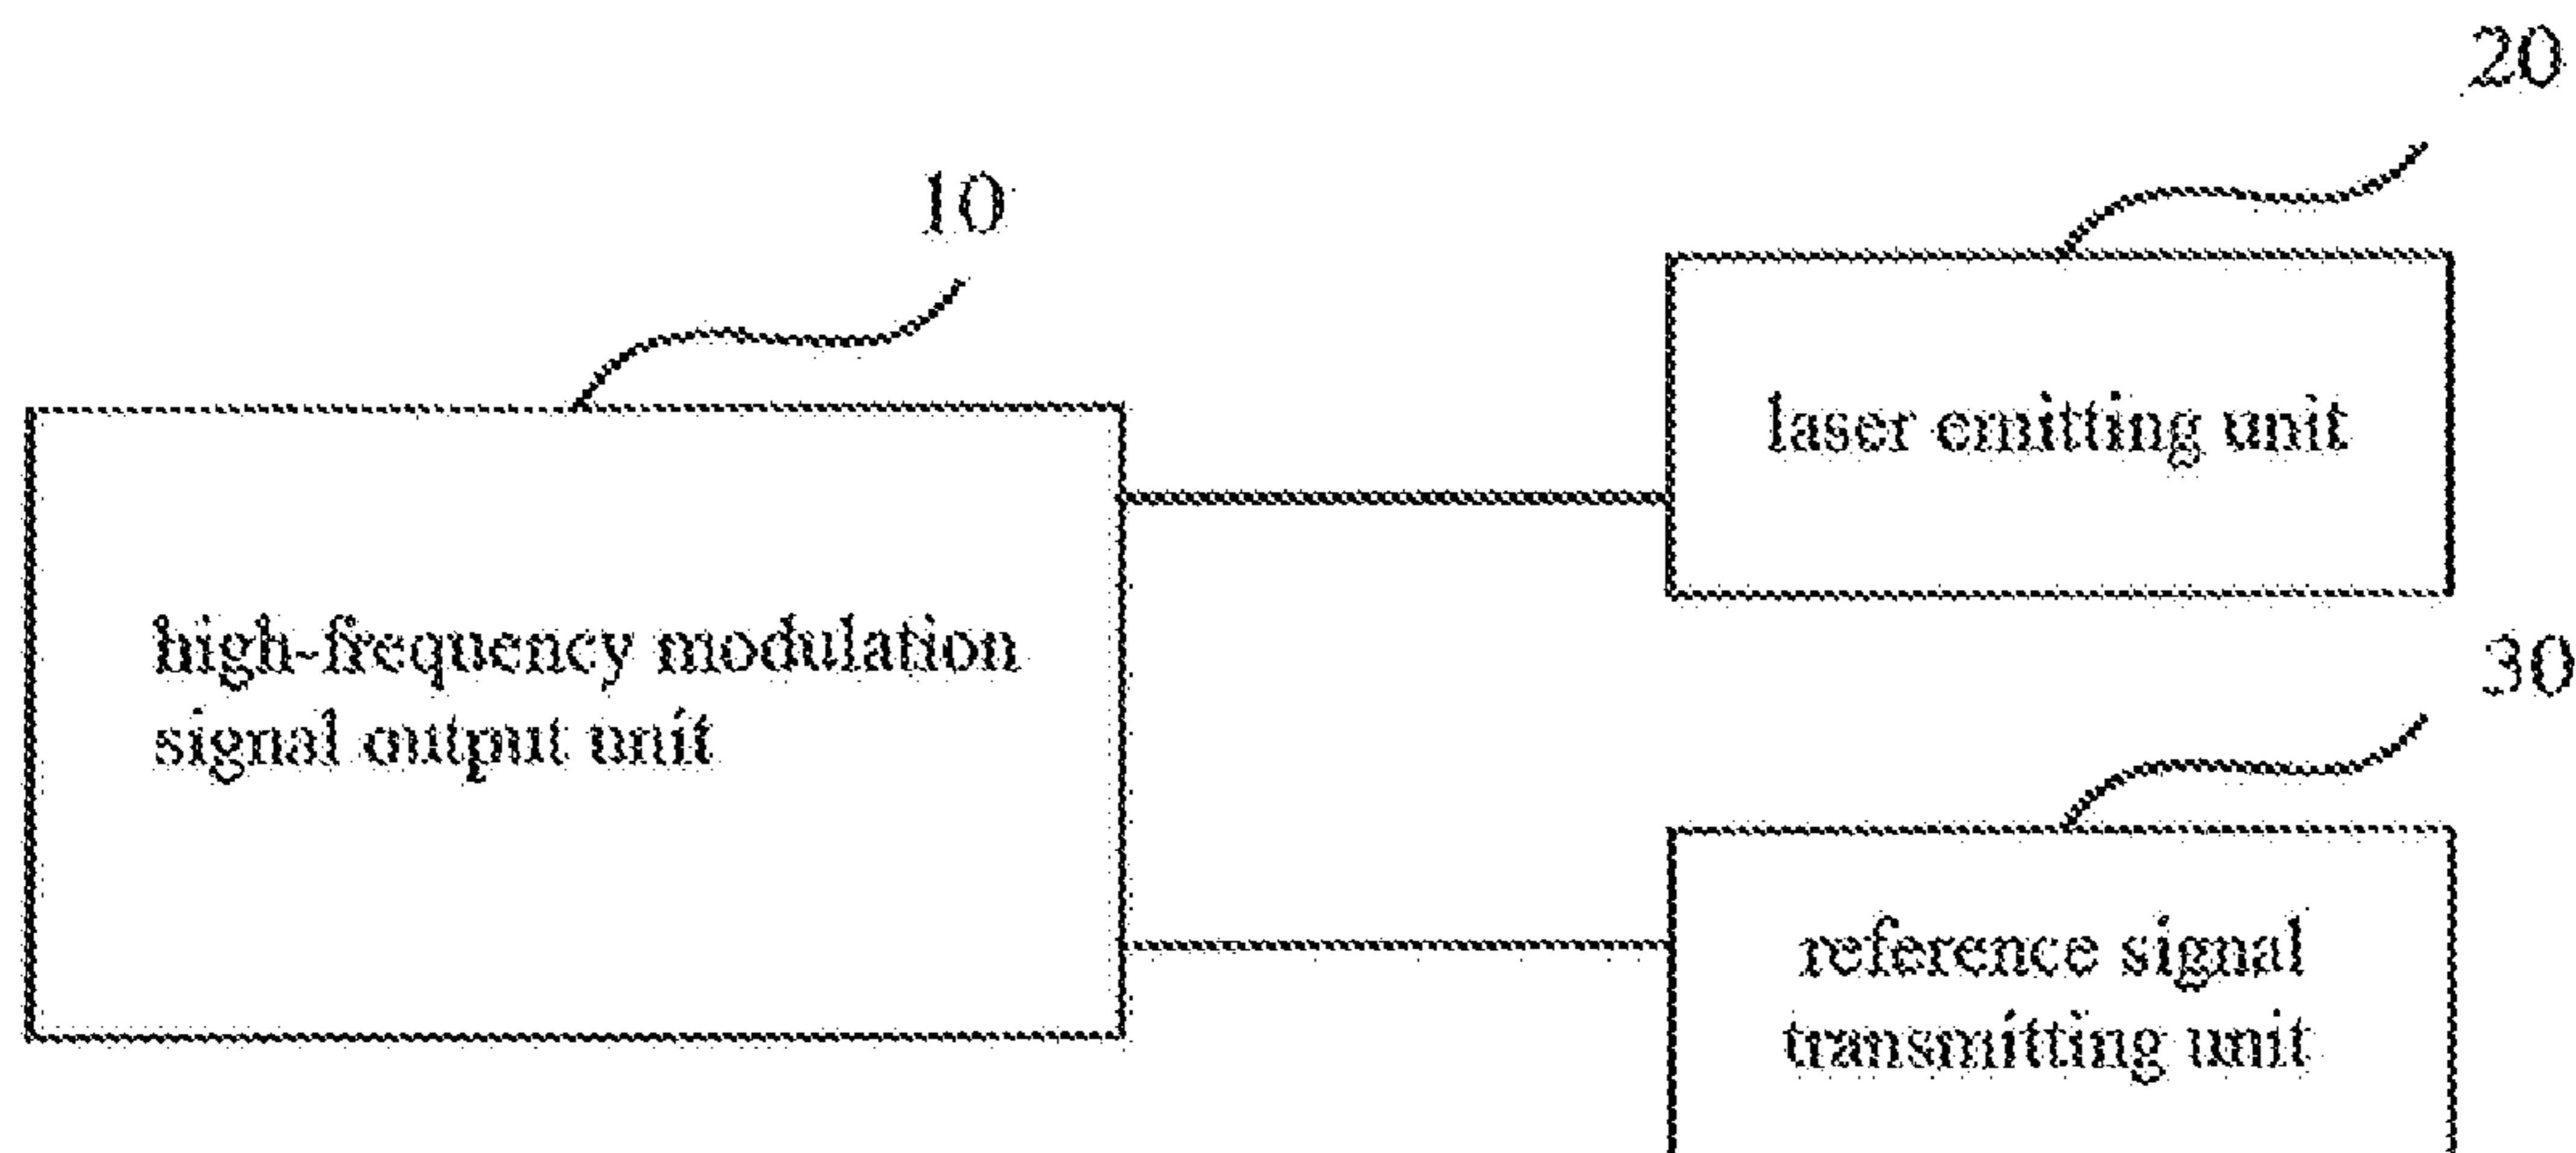 20
10
laser emitting unit
high-frequency modulation
signal output unit
30
reference signal
transmitting unit